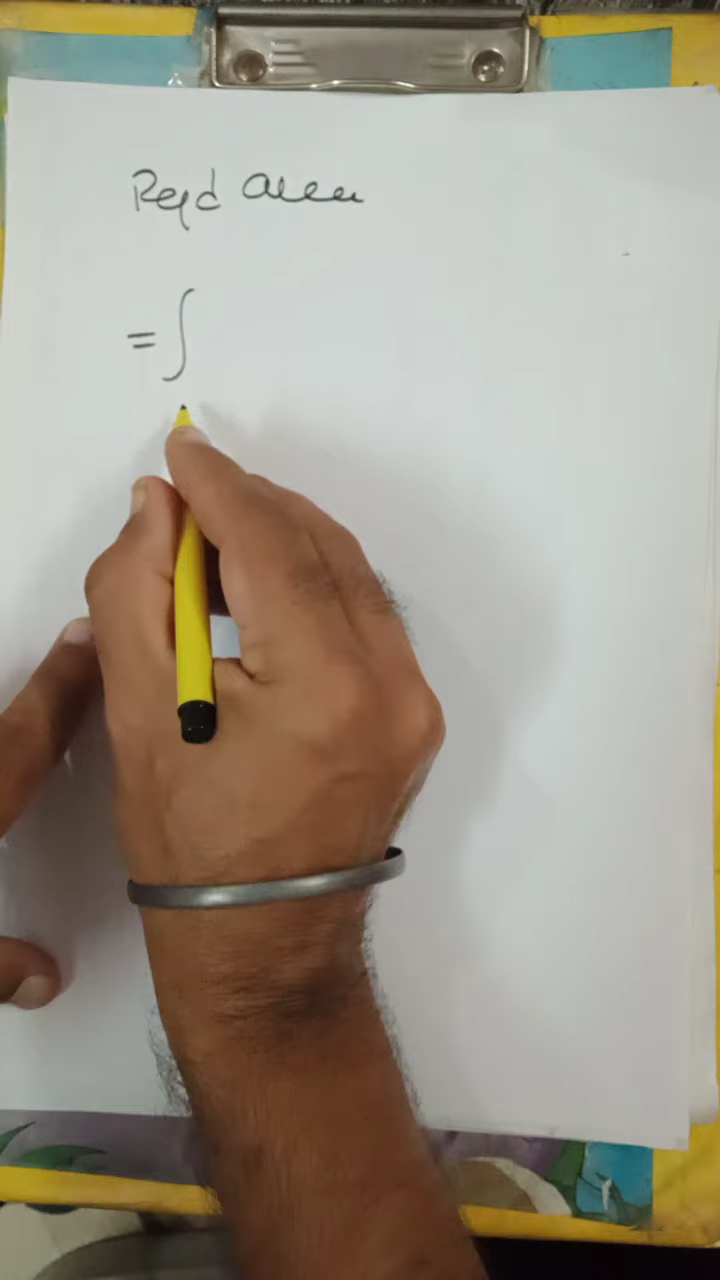 Reqd Area
= ∫